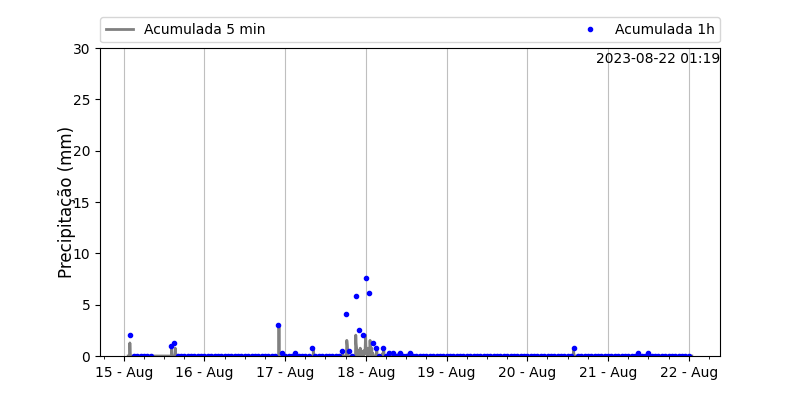 Acumulada 5 min
Acumulada 1h
2023-08-22 01:19
Precipitação (mm)
30
25
20
15
10
5
0
15 - Aug
16 - Aug
17 - Aug
18 - Aug
19 - Aug
20 - Aug
21 - Aug
22 - Aug